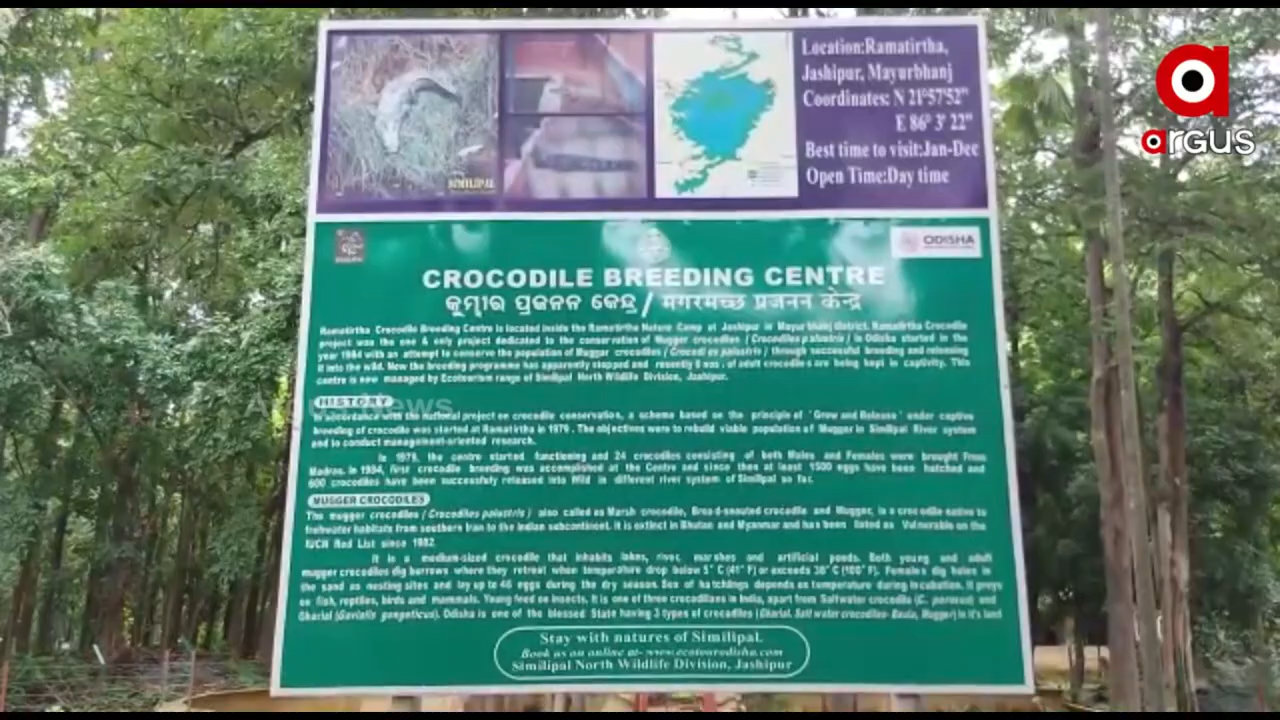 Location:Ramatirtha,
Jashipur, Mayurbhanj
Coordinates: N 21°57'52"
E 86° 3' 22"
Best time to visit:Jan-Dec
Open Time:Day time
SIMILIPAL
argus
ODISHA
CROCODILE BREEDING CENTRE
କୁମ୍ଭୀର ପ୍ରଜନନ କେନ୍ଦ୍ର / मगरमच्छ प्रजनन केन्द्र
Ramatirtha Crocodile Breeding Centre is located inside the Ramatirtha Nature Camp at Jashipur in Mayurbhanj district. Ramatirtha Crocodile
project was the one & only project dedicated to the conservation of Mugger crocodiles (Crocodiles palustris) in Odisha started in the
year 1984 with an attempt to conserve the population of Muggar crocodiles (Crocodiles palustris) through successful breeding and releasing
it into the wild. Now the breeding programme has apparently stopped and recently 8 nos. of adult crocodiles are being kept in captivity. This
centre is now managed by Ecotourism range of Similipal North Wildlife Division, Jashipur.
HISTORY
In accordance with the national project on crocodile conservation, a scheme based on the principle of 'Grow and Release' under captive
breeding of crocodile was started at Ramatirtha in 1979. The objectives were to rebuild viable population of Mugger in Similipal River system
and to conduct management-oriented research.
In 1979, the centre started functioning and 24 crocodiles consisting of both Males and Females were brought from
Madras. In 1984, first crocodile breeding was accomplished at the Centre and since then at least 1500 eggs have been hatched and
600 crocodiles have been successfuly released into Wild in different river system of Similipal so far.
MUGGER CROCODILES
The mugger crocodiles (Crocodiles palustris) also called as Marsh crocodile, Broad-snouted crocodile and Mugger, is a crocodile native to
freshwater habitats from southern Iran to the Indian subcontinent. It is extinct in Bhutan and Myanmar and has been listed as Vulnerable on the
IUCN Red List since 1982.
It is a medium-sized crocodile that inhabits lakes, river, marshes and artificial ponds. Both young and adult
mugger crocodiles dig burrows where they retreat when temperature drop below 5° C (41° F) or exceeds 38° C (100° F). Females dig holes in
the sand as nesting sites and lay up to 46 eggs during the dry season. Sex of hatchlings depends on temperature during incubation. It preys
on fish, reptiles, birds and mammals. Young feed on insects. It is one of three crocodilians in India, apart from Saltwater crocodile (C. porosus) and
Gharial (Gavialis gangeticus). Odisha is one of the blessed State having 3 types of crocodiles (Gharial, Salt water crocodiles- Baula, Mugger) in it's land
Stay with natures of Similipal.
Book us on online at- www.ecotourodisha.com
Similipal North Wildlife Division, Jashipur